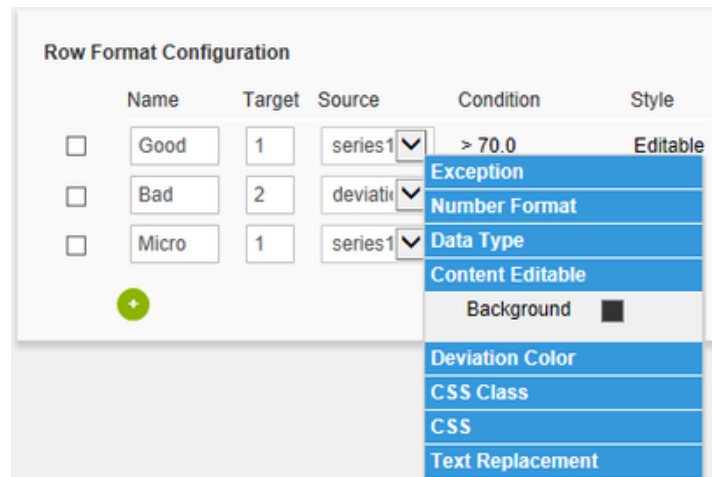 Row Format Configuration
Name Target Source Condition Style
Good 1 series1 > 70.0 Editable
Exception
Bad 2 deviati
Number Format
Micro 1 series1 Data Type
Content Editable
Background
Deviation Color
CSS Class
CSS
Text Replacement